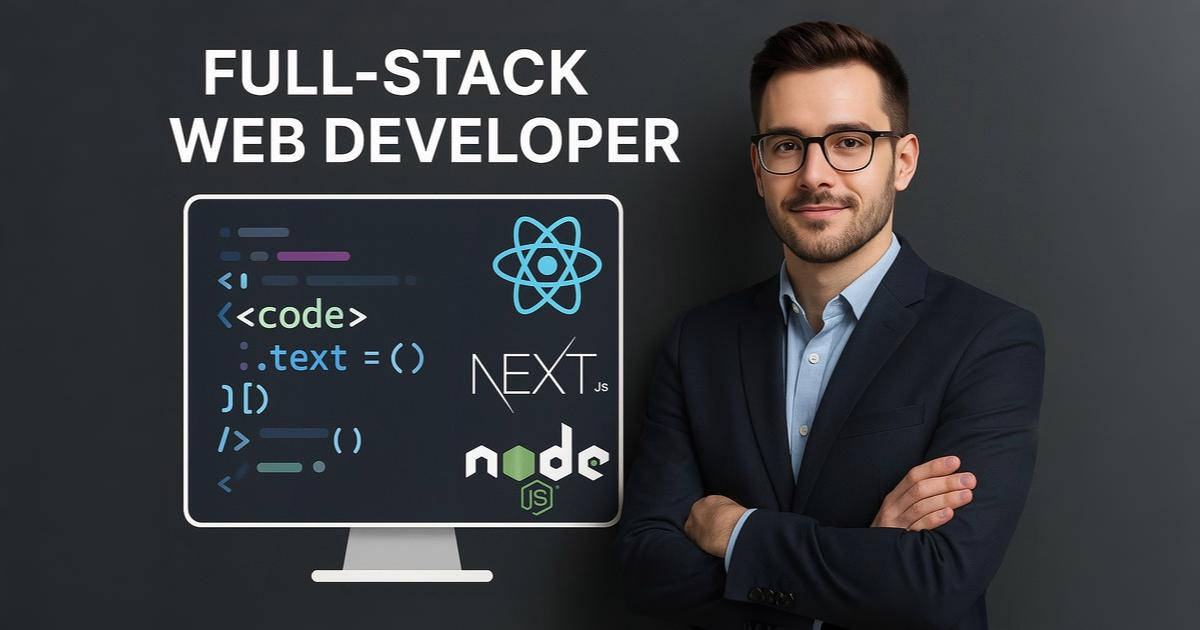 FULL-STACK
WEB DEVELOPER
<
<<code>
:.text =()
}[)
/> ()
<
NEXT.Js
node
JS